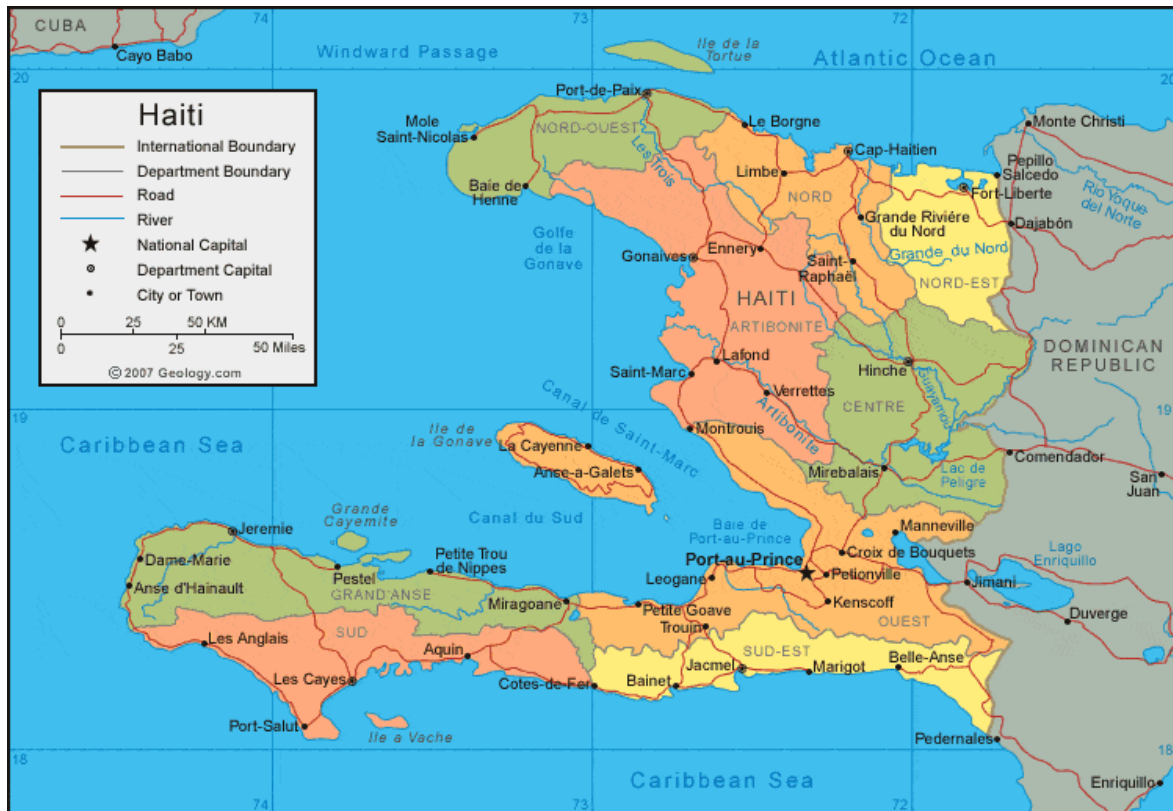 74
73
72
CUBA
Cayo Babo
Windward Passage
Ile de la
Tortue
Atlantic Ocean
20
20
Haiti
International Boundary
Department Boundary
Road
River
National Capital
Department Capital
City or Town
0 25 50 KM
0 25 50 Miles
© 2007 Geology.com
Port-de-Paix
Mole
Saint-Nicolas
NORD-OUEST
Le Borgne
Monte Christi
Les Trois
Cap-Haitien
Pepillo
Salcedo
Limbe
Baie de
Henne
NORD
Fort-Liberte
Rio Yoque
del Norte
Grande Riviére
du Nord
Dajabón
Golfe
de la
Gonave
Ennery
Gonaives
Grande du Nord
Saint-
Raphaël
NORD-EST
HAITI
ARTIBONITE
DOMINICAN
REPUBLIC
Lafond
Saint-Marc
Hinche
Verrettes
Guayamou
CENTRE
19
19
Caribbean Sea
Canal de Saint-Marc
Artibonite
Ile de
la Gonave
Montrouis
La Cayenne
Anse-a-Galets
Mirebalais
Lac de
Peligre
Comendador
San
Juan
Grande
Cayemite
Canal du Sud
Baie de
Port-au-Prince
Manneville
Jeremie
Dame-Marie
Petite Trou
de Nippes
Port-au-Prince
Croix de Bouquets
Lago
Enriquillo
Anse d'Hainault
Pestel
GRAND'ANSE
Leogane
Petionville
Jimani
Miragoane
Petite Goave
Kenscoff
Duverge
Trouin
OUEST
SUD
Les Anglais
Aquin
SUD-EST
Les Cayes
Jacmel
Marigot
Belle-Anse
Cotes-de-Fer
Bainet
Port-Salut
Ile a Vache
Pedernales
18
18
Caribbean Sea
Enriquillo
74
73
72